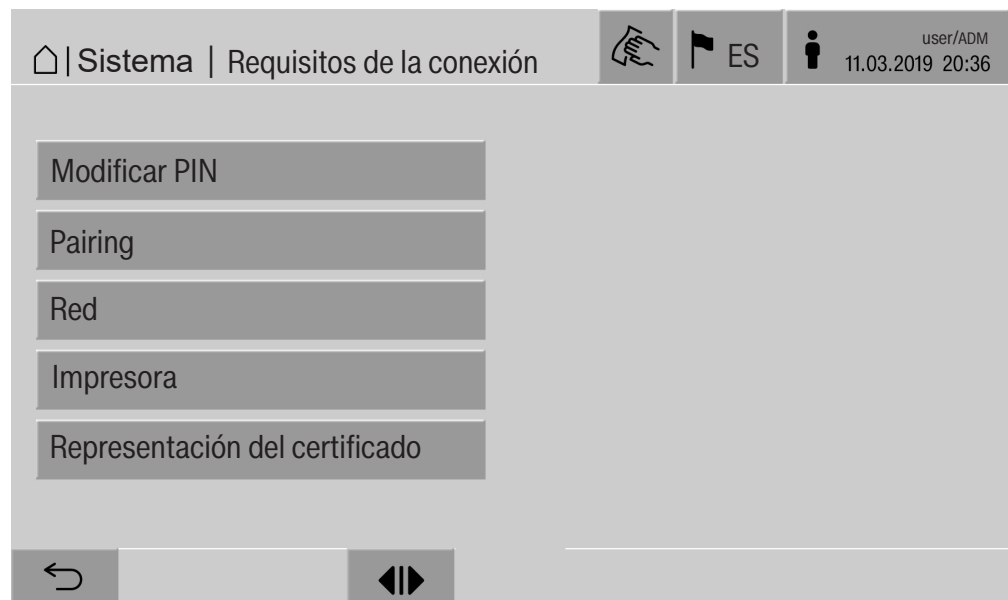 | Sistema | Requisitos de la conexión
ES
user/ADM
11.03.2019 20:36
Modificar PIN
Pairing
Red
Impresora
Representación del certificado